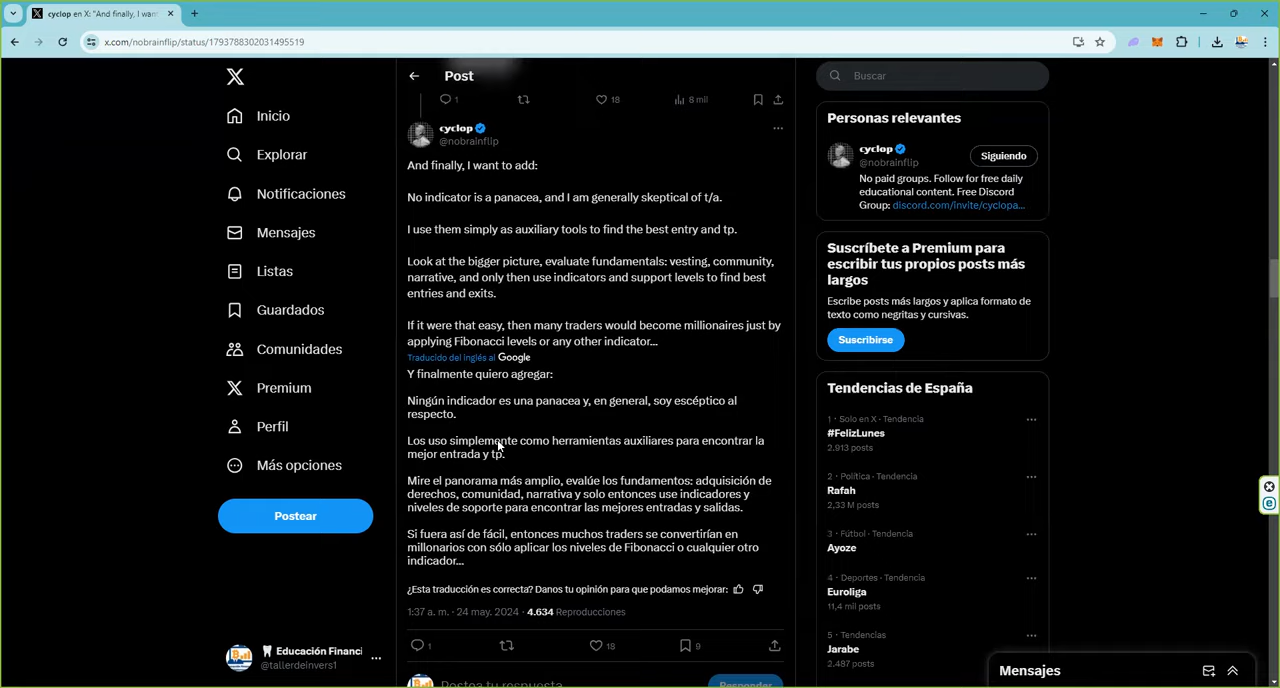 cyclop en X: "And finally, I wan
x.com/nobrainflip/status/1793788302031495519
Inicio
Explorar
Notificaciones
Mensajes
Listas
Guardados
Comunidades
Premium
Perfil
Más opciones
Postear
Educación Financi
@tallerdeinvers1
Post
1
18
8 mil
cyclop
@nobrainflip
And finally, I want to add:
No indicator is a panacea, and I am generally skeptical of t/a.
I use them simply as auxiliary tools to find the best entry and tp.
Look at the bigger picture, evaluate fundamentals: vesting, community,
narrative, and only then use indicators and support levels to find best
entries and exits.
If it were that easy, then many traders would become millionaires just by
applying Fibonacci levels or any other indicator...
Traducido del inglés al Google
Y finalmente quiero agregar:
Ningún indicador es una panacea y, en general, soy escéptico al
respecto.
Los uso simplemente como herramientas auxiliares para encontrar la
mejor entrada y tp.
Mire el panorama más amplio, evalúe los fundamentos: adquisición de
derechos, comunidad, narrativa y solo entonces use indicadores y
niveles de soporte para encontrar las mejores entradas y salidas.
Si fuera así de fácil, entonces muchos traders se convertirían en
millonarios con sólo aplicar los niveles de Fibonacci o cualquier otro
indicador...
¿Esta traducción es correcta? Danos tu opinión para que podamos mejorar:
1:37 a. m. · 24 may. 2024 · 4.634 Reproducciones
1
18
9
Postea tu respuesta
Responder
Buscar
Personas relevantes
cyclop
@nobrainflip
Siguiendo
No paid groups. Follow for free daily
educational content. Free Discord
Group: discord.com/invite/cyclopa...
Suscríbete a Premium para
escribir tus propios posts más
largos
Escribe posts más largos y aplica formato de
texto como negritas y cursivas.
Suscribirse
Tendencias de España
1 · Solo en X · Tendencia
#FelizLunes
2.913 posts
2 · Política · Tendencia
Rafah
2,33 M posts
3 · Fútbol · Tendencia
Ayoze
4 · Deportes · Tendencia
Euroliga
11,4 mil posts
5 · Tendencias
Jarabe
2.487 posts
Mensajes